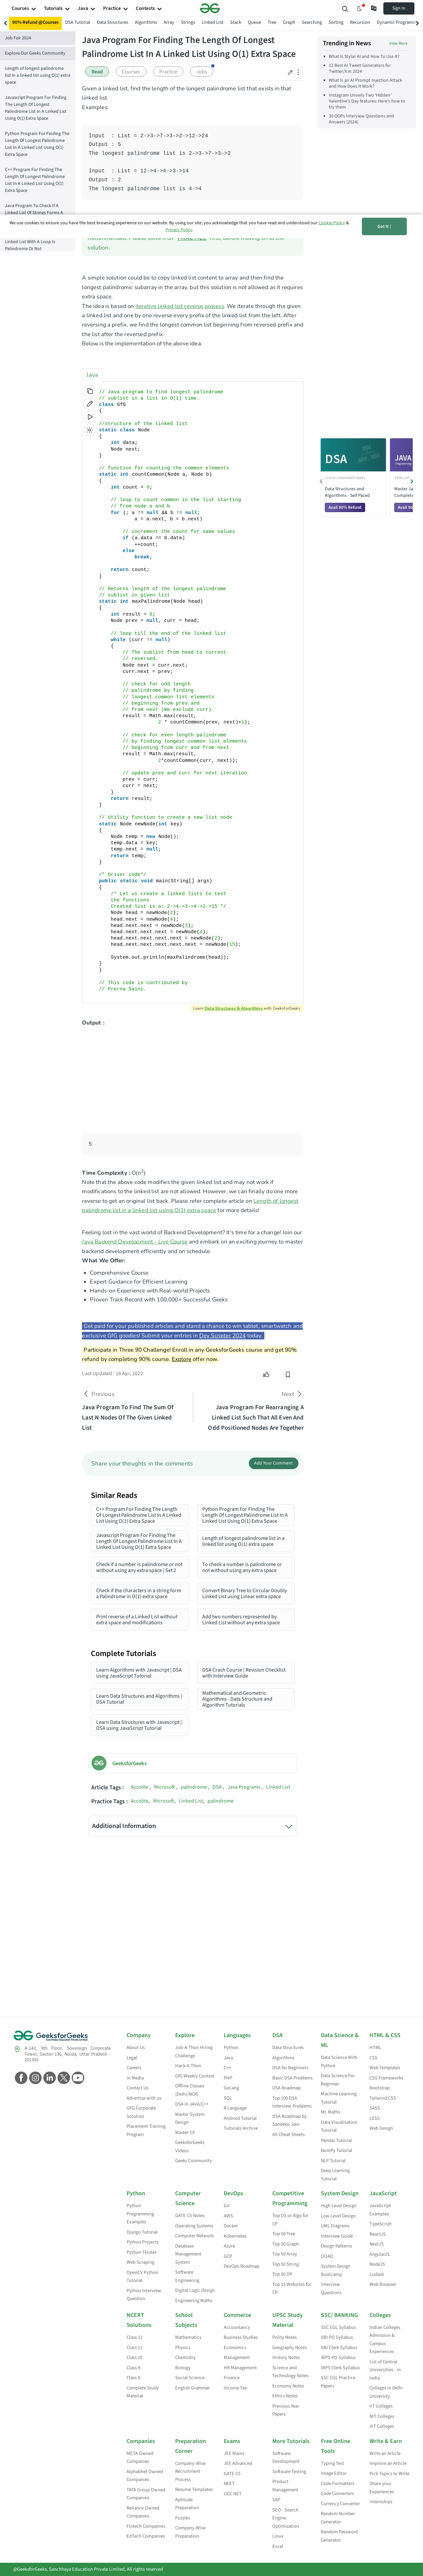 Courses
Tutorials
Java
Practice
Contests
Sign In
90% Refund @Courses
DSA Tutorial
Data Structures
Algorithms
Array
Strings
Linked List
Stack
Queue
Tree
Graph
Searching
Sorting
Recursion
Dynamic Programming
Job Fair 2024
Explore Our Geeks Community
Length of longest palindrome
list in a linked list using O(1) extra
space
Javascript Program For Finding
The Length Of Longest
Palindrome List In A Linked List
Using O(1) Extra Space
Python Program For Finding The
Length Of Longest Palindrome
List In A Linked List Using O(1)
Extra Space
C++ Program For Finding The
Length Of Longest Palindrome
List In A Linked List Using O(1)
Extra Space
Java Program To Check If A
Linked List Of Strings Forms A
Linked List With A Loop Is
Palindrome Or Not
Java Program For Finding The Length Of Longest
Palindrome List In A Linked List Using O(1) Extra Space
Read
Courses
Practice
Jobs
Given a linked list, find the length of the longest palindrome list that exists in that
linked list.
Examples:
Input  : List = 2->3->7->3->2->12->24
Output : 5
The longest palindrome list is 2->3->7->3->2
Input  : List = 12->4->4->3->14
Output : 2
The longest palindrome list is 4->4
We use cookies to ensure you have the best browsing experience on our website. By using our site, you acknowledge that you have read and understood our Cookie Policy &
Privacy Policy
Got It !
solution.
A simple solution could be to copy linked list content to array and then find the
longest palindromic subarray in the array, but this solution is not allowed as it requires
extra space.
The idea is based on iterative linked list reverse process. We iterate through the given
a linked list and one by one reverse every prefix of the linked list from the left. After
reversing a prefix, we find the longest common list beginning from reversed prefix and
the list after the reversed prefix.
Below is the implementation of the above idea.
Java
// Java program to find longest palindrome
// sublist in a list in O(1) time.
class GfG
{
//structure of the linked list
static class Node
{
int data;
Node next;
}
// function for counting the common elements
static int countCommon(Node a, Node b)
{
int count = 0;
// loop to count common in the list starting
// from node a and b
for (; a != null && b != null;
a = a.next, b = b.next)
// increment the count for same values
if (a.data == b.data)
++count;
else
break;
return count;
}
// Returns length of the longest palindrome
// sublist in given list
static int maxPalindrome(Node head)
{
int result = 0;
Node prev = null, curr = head;
// loop till the end of the linked list
while (curr != null)
{
// The sublist from head to current
// reversed.
Node next = curr.next;
curr.next = prev;
// check for odd length
// palindrome by finding
// longest common list elements
// beginning from prev and
// from next (We exclude curr)
result = Math.max(result,
2 * countCommon(prev, next)+1);
// check for even length palindrome
// by finding longest common list elements
// beginning from curr and from next
result = Math.max(result,
2*countCommon(curr, next));
// update prev and curr for next iteration
prev = curr;
curr = next;
}
return result;
}
// Utility function to create a new list node
static Node newNode(int key)
{
Node temp = new Node();
temp.data = key;
temp.next = null;
return temp;
}
/* Driver code*/
public static void main(String[] args)
{
/* Let us create a linked lists to test
the functions
Created list is a: 2->4->3->4->2->15 */
Node head = newNode(2);
head.next = newNode(4);
head.next.next = newNode(3);
head.next.next.next = newNode(4);
head.next.next.next.next = newNode(2);
head.next.next.next.next.next = newNode(15);
System.out.println(maxPalindrome(head));
}
}
// This code is contributed by
// Prerna Saini.
Learn Data Structures & Algorithms with GeeksforGeeks
Output :
5
Time Complexity : O(n²)
Note that the above code modifies the given linked list and may not work if
modifications to the linked list are not allowed. However, we can finally do one more
reverse to get an original list back. Please refer complete article on Length of longest
palindrome list in a linked list using O(1) extra space for more details!
Feeling lost in the vast world of Backend Development? It's time for a change! Join our
Java Backend Development - Live Course and embark on an exciting journey to master
backend development efficiently and on schedule.
What We Offer:
Comprehensive Course
Expert Guidance for Efficient Learning
Hands-on Experience with Real-world Projects
Proven Track Record with 100,000+ Successful Geeks
Get paid for your published articles and stand a chance to win tablet, smartwatch and
exclusive GfG goodies! Submit your entries in Dev Scripter 2024 today.
Participate in Three 90 Challenge! Enroll in any GeeksforGeeks course and get 90%
refund by completing 90% course. Explore offer now.
Last Updated : 18 Apr, 2022
Previous
Next
Java Program To Find The Sum Of
Last N Nodes Of The Given Linked
List
Java Program For Rearranging A
Linked List Such That All Even And
Odd Positioned Nodes Are Together
Share your thoughts in the comments
Add Your Comment
Similar Reads
C++ Program For Finding The Length
Of Longest Palindrome List In A Linked
List Using O(1) Extra Space
Python Program For Finding The
Length Of Longest Palindrome List In A
Linked List Using O(1) Extra Space
Javascript Program For Finding The
Length Of Longest Palindrome List In A
Linked List Using O(1) Extra Space
Length of longest palindrome list in a
linked list using O(1) extra space
Check if a number is palindrome or not
without using any extra space | Set 2
To check a number is palindrome or
not without using any extra space
Check if the characters in a string form
a Palindrome in O(1) extra space
Convert Binary Tree to Circular Doubly
Linked List using Linear extra space
Print reverse of a Linked List without
extra space and modifications
Add two numbers represented by
Linked List without any extra space
Complete Tutorials
Learn Algorithms with Javascript | DSA
using JavaScript Tutorial
DSA Crash Course | Revision Checklist
with Interview Guide
Learn Data Structures and Algorithms |
DSA Tutorial
Mathematical and Geometric
Algorithms - Data Structure and
Algorithm Tutorials
Learn Data Structures with Javascript |
DSA using JavaScript Tutorial
GeeksforGeeks
Article Tags : Accolite, Microsoft, palindrome, DSA, Java Programs, Linked List
Practice Tags : Accolite, Microsoft, Linked List, palindrome
Additional Information
Trending in News
View More
What is Stylar AI and How To Use It?
12 Best AI Tweet Generators for
Twitter/X in 2024
What is an AI Prompt Injection Attack
and How Does It Work?
Instagram Unveils Two 'Hidden'
Valentine's Day features: Here's how to
try them
30 OOPs Interview Questions and
Answers (2024)
DSA
JAVA
Data Structures and
Algorithms - Self Paced
Avail 90% Refund
GeeksforGeeks
A-143, 9th Floor, Sovereign Corporate
Tower, Sector-136, Noida, Uttar Pradesh -
201305
Company
About Us
Legal
Careers
In Media
Contact Us
Advertise with us
GFG Corporate
Solution
Placement Training
Program
Explore
Job-A-Thon Hiring
Challenge
Hack-A-Thon
GfG Weekly Contest
Offline Classes
(Delhi/NCR)
DSA in JAVA/C++
Master System
Design
Master CP
GeeksforGeeks
Videos
Geeks Community
Languages
Python
Java
C++
PHP
GoLang
SQL
R Language
Android Tutorial
Tutorials Archive
DSA
Data Structures
Algorithms
DSA for Beginners
Basic DSA Problems
DSA Roadmap
Top 100 DSA
Interview Problems
DSA Roadmap by
Sandeep Jain
All Cheat Sheets
Data Science &
ML
Data Science With
Python
Data Science For
Beginner
Machine Learning
Tutorial
ML Maths
Data Visualisation
Tutorial
Pandas Tutorial
NumPy Tutorial
NLP Tutorial
Deep Learning
Tutorial
HTML & CSS
HTML
CSS
Web Templates
CSS Frameworks
Bootstrap
Tailwind CSS
SASS
LESS
Web Design
Python
Python
Programming
Examples
Django Tutorial
Python Projects
Python Tkinter
Web Scraping
OpenCV Python
Tutorial
Python Interview
Question
Computer
Science
GATE CS Notes
Operating Systems
Computer Network
Database
Management
System
Software
Engineering
Digital Logic Design
Engineering Maths
DevOps
Git
AWS
Docker
Kubernetes
Azure
GCP
DevOps Roadmap
Competitive
Programming
Top DS or Algo for
CP
Top 50 Tree
Top 50 Graph
Top 50 Array
Top 50 String
Top 50 DP
Top 15 Websites for
CP
System Design
High Level Design
Low Level Design
UML Diagrams
Interview Guide
Design Patterns
OOAD
System Design
Bootcamp
Interview
Questions
JavaScript
JavaScript
Examples
TypeScript
ReactJS
NextJS
AngularJS
NodeJS
Lodash
Web Browser
NCERT
Solutions
Class 12
Class 11
Class 10
Class 9
Class 8
Complete Study
Material
School
Subjects
Mathematics
Physics
Chemistry
Biology
Social Science
English Grammar
Commerce
Accountancy
Business Studies
Economics
Management
HR Management
Finance
Income Tax
UPSC Study
Material
Polity Notes
Geography Notes
History Notes
Science and
Technology Notes
Economy Notes
Ethics Notes
Previous Year
Papers
SSC/ BANKING
SSC CGL Syllabus
SBI PO Syllabus
SBI Clerk Syllabus
IBPS PO Syllabus
IBPS Clerk Syllabus
SSC CGL Practice
Papers
Colleges
Indian Colleges
Admission &
Campus
Experiences
List of Central
Universities - In
India
Colleges in Delhi
University
IIT Colleges
NIT Colleges
IIIT Colleges
Companies
META Owned
Companies
Alphabhet Owned
Companies
TATA Group Owned
Companies
Reliance Owned
Companies
Fintech Companies
EdTech Companies
Preparation
Corner
Company-Wise
Recruitment
Process
Resume Templates
Aptitude
Preparation
Puzzles
Company-Wise
Preparation
Exams
JEE Mains
JEE Advanced
GATE CS
NEET
UGC NET
More Tutorials
Software
Development
Software Testing
Product
Management
SAP
SEO - Search
Engine
Optimization
Linux
Excel
Free Online
Tools
Typing Test
Image Editor
Code Formatters
Code Converters
Currency Converter
Random Number
Generator
Random Password
Generator
Write & Earn
Write an Article
Improve an Article
Pick Topics to Write
Share your
Experiences
Internships
@GeeksforGeeks, Sanchhaya Education Private Limited, All rights reserved